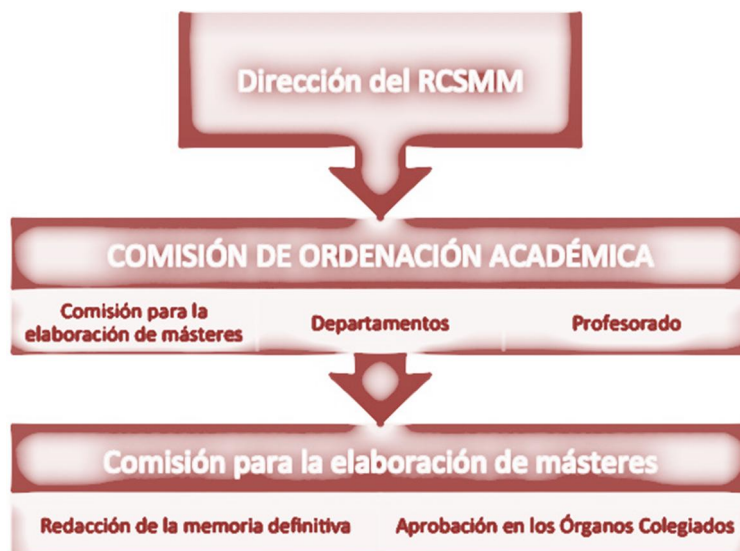 Dirección del RCSMM
COMISIÓN DE ORDENACIÓN ACADÉMICA
Comisión para la
elaboración de másteres
Departamentos
Profesorado
Comisión para la elaboración de másteres
Redacción de la memoria definitiva
Aprobación en los Órganos Colegiados